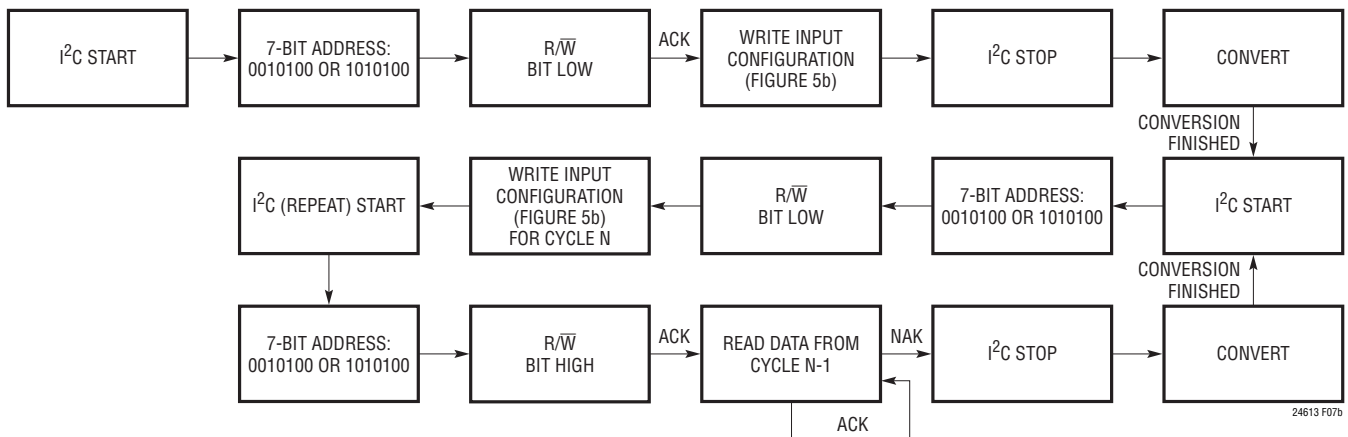 I²C START
7-BIT ADDRESS:
0010100 OR 1010100
R/W̅
BIT LOW
ACK
WRITE INPUT
CONFIGURATION
(FIGURE 5b)
I²C STOP
CONVERT
CONVERSION
FINISHED
I²C (REPEAT) START
WRITE INPUT
CONFIGURATION
(FIGURE 5b)
FOR CYCLE N
R/W̅
BIT LOW
7-BIT ADDRESS:
0010100 OR 1010100
I²C START
CONVERSION
FINISHED
7-BIT ADDRESS:
0010100 OR 1010100
R/W̅
BIT HIGH
ACK
READ DATA FROM
CYCLE N-1
NAK
I²C STOP
CONVERT
ACK
24613 F07b